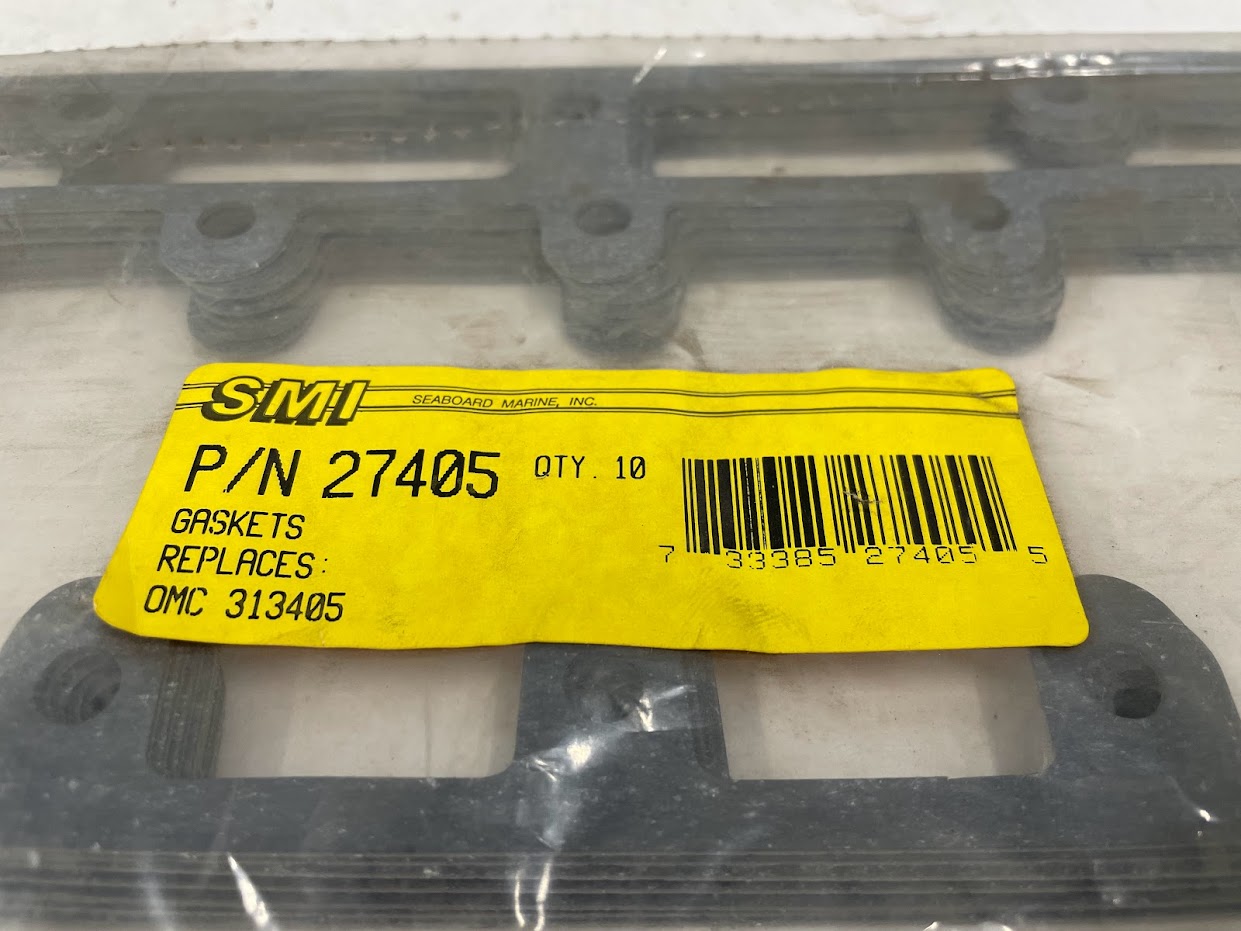 SMI SEABOARD MARINE, INC.
P/N 27405 QTY. 10
GASKETS
REPLACES:
OMC 313405
7 33385 27405 5